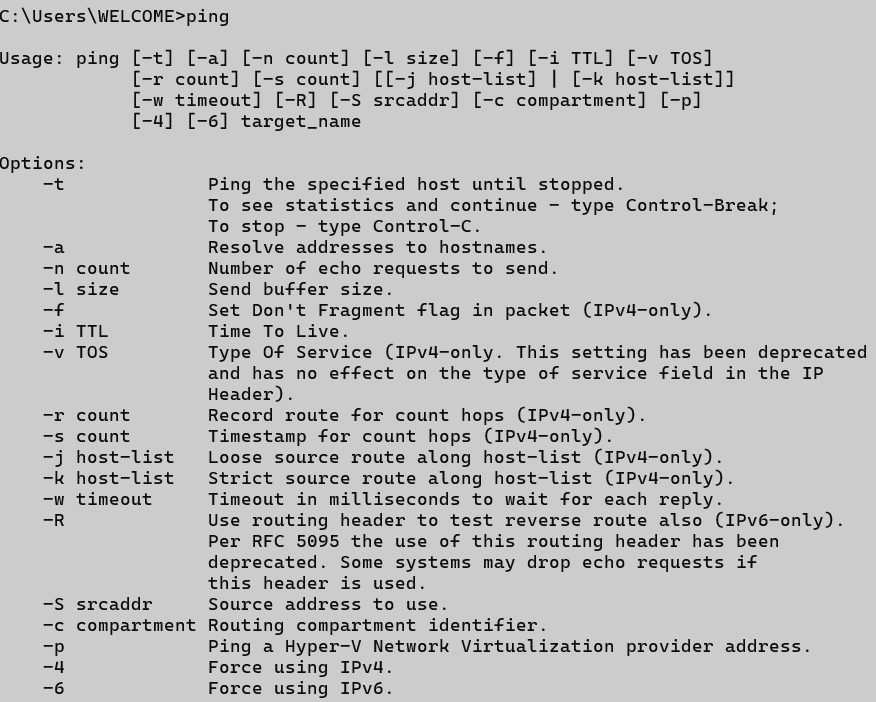 C:\Users\WELCOME>ping
Usage: ping [-t] [-a] [-n count] [-l size] [-f] [-i TTL] [-v TOS]
            [-r count] [-s count] [[-j host-list] | [-k host-list]]
            [-w timeout] [-R] [-S srcaddr] [-c compartment] [-p]
            [-4] [-6] target_name
Options:
    -t             Ping the specified host until stopped.
                   To see statistics and continue - type Control-Break;
                   To stop - type Control-C.
    -a             Resolve addresses to hostnames.
    -n count       Number of echo requests to send.
    -l size        Send buffer size.
    -f             Set Don't Fragment flag in packet (IPv4-only).
    -i TTL         Time To Live.
    -v TOS         Type Of Service (IPv4-only. This setting has been deprecated
                   and has no effect on the type of service field in the IP
                   Header).
    -r count       Record route for count hops (IPv4-only).
    -s count       Timestamp for count hops (IPv4-only).
    -j host-list   Loose source route along host-list (IPv4-only).
    -k host-list   Strict source route along host-list (IPv4-only).
    -w timeout     Timeout in milliseconds to wait for each reply.
    -R             Use routing header to test reverse route also (IPv6-only).
                   Per RFC 5095 the use of this routing header has been
                   deprecated. Some systems may drop echo requests if
                   this header is used.
    -S srcaddr     Source address to use.
    -c compartment Routing compartment identifier.
    -p             Ping a Hyper-V Network Virtualization provider address.
    -4             Force using IPv4.
    -6             Force using IPv6.